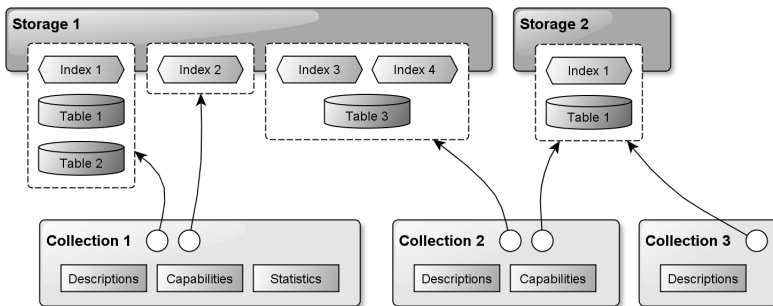 Storage 1
Storage 2
Index 1
Index 2
Index 3
Index 4
Index 1
Table 1
Table 3
Table 1
Table 2
Collection 1
Collection 2
Collection 3
Descriptions
Capabilities
Statistics
Descriptions
Capabilities
Descriptions